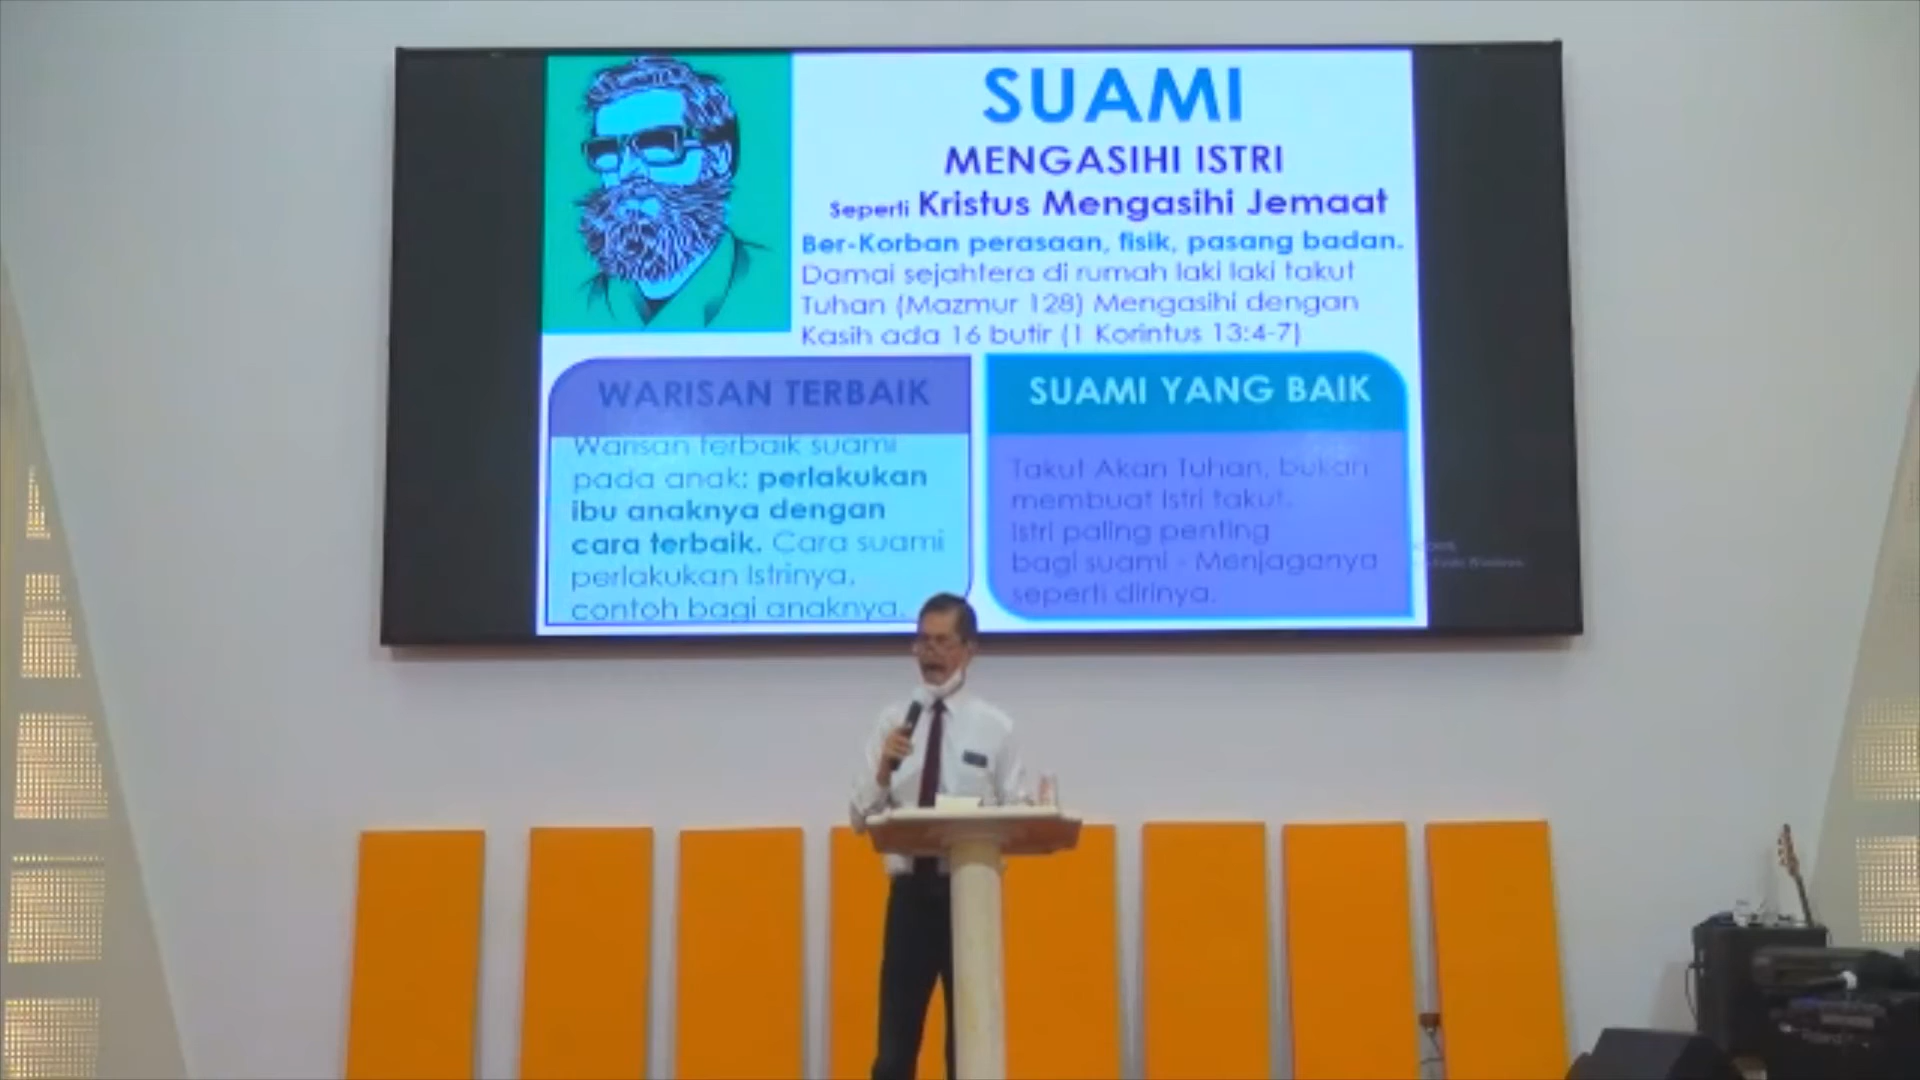 SUAMI
MENGASIHI ISTRI
Seperti Kristus Mengasihi Jemaat
Ber-Korban perasaan, fisik, pasang badan.
Damai sejahtera di rumah laki laki takut
Tuhan (Mazmur 128) Mengasihi dengan
Kasih ada 16 butir (1 Korintus 13:4-7)
WARISAN TERBAIK
Warisan terbaik suami
pada anak: perlakukan
ibu anaknya dengan
cara terbaik. Cara suami
perlakukan Istrinya,
contoh bagi anaknya.
SUAMI YANG BAIK
Takut Akan Tuhan, bukan
membuat Istri takut.
Istri paling penting
bagi suami - Menjaganya
seperti dirinya.